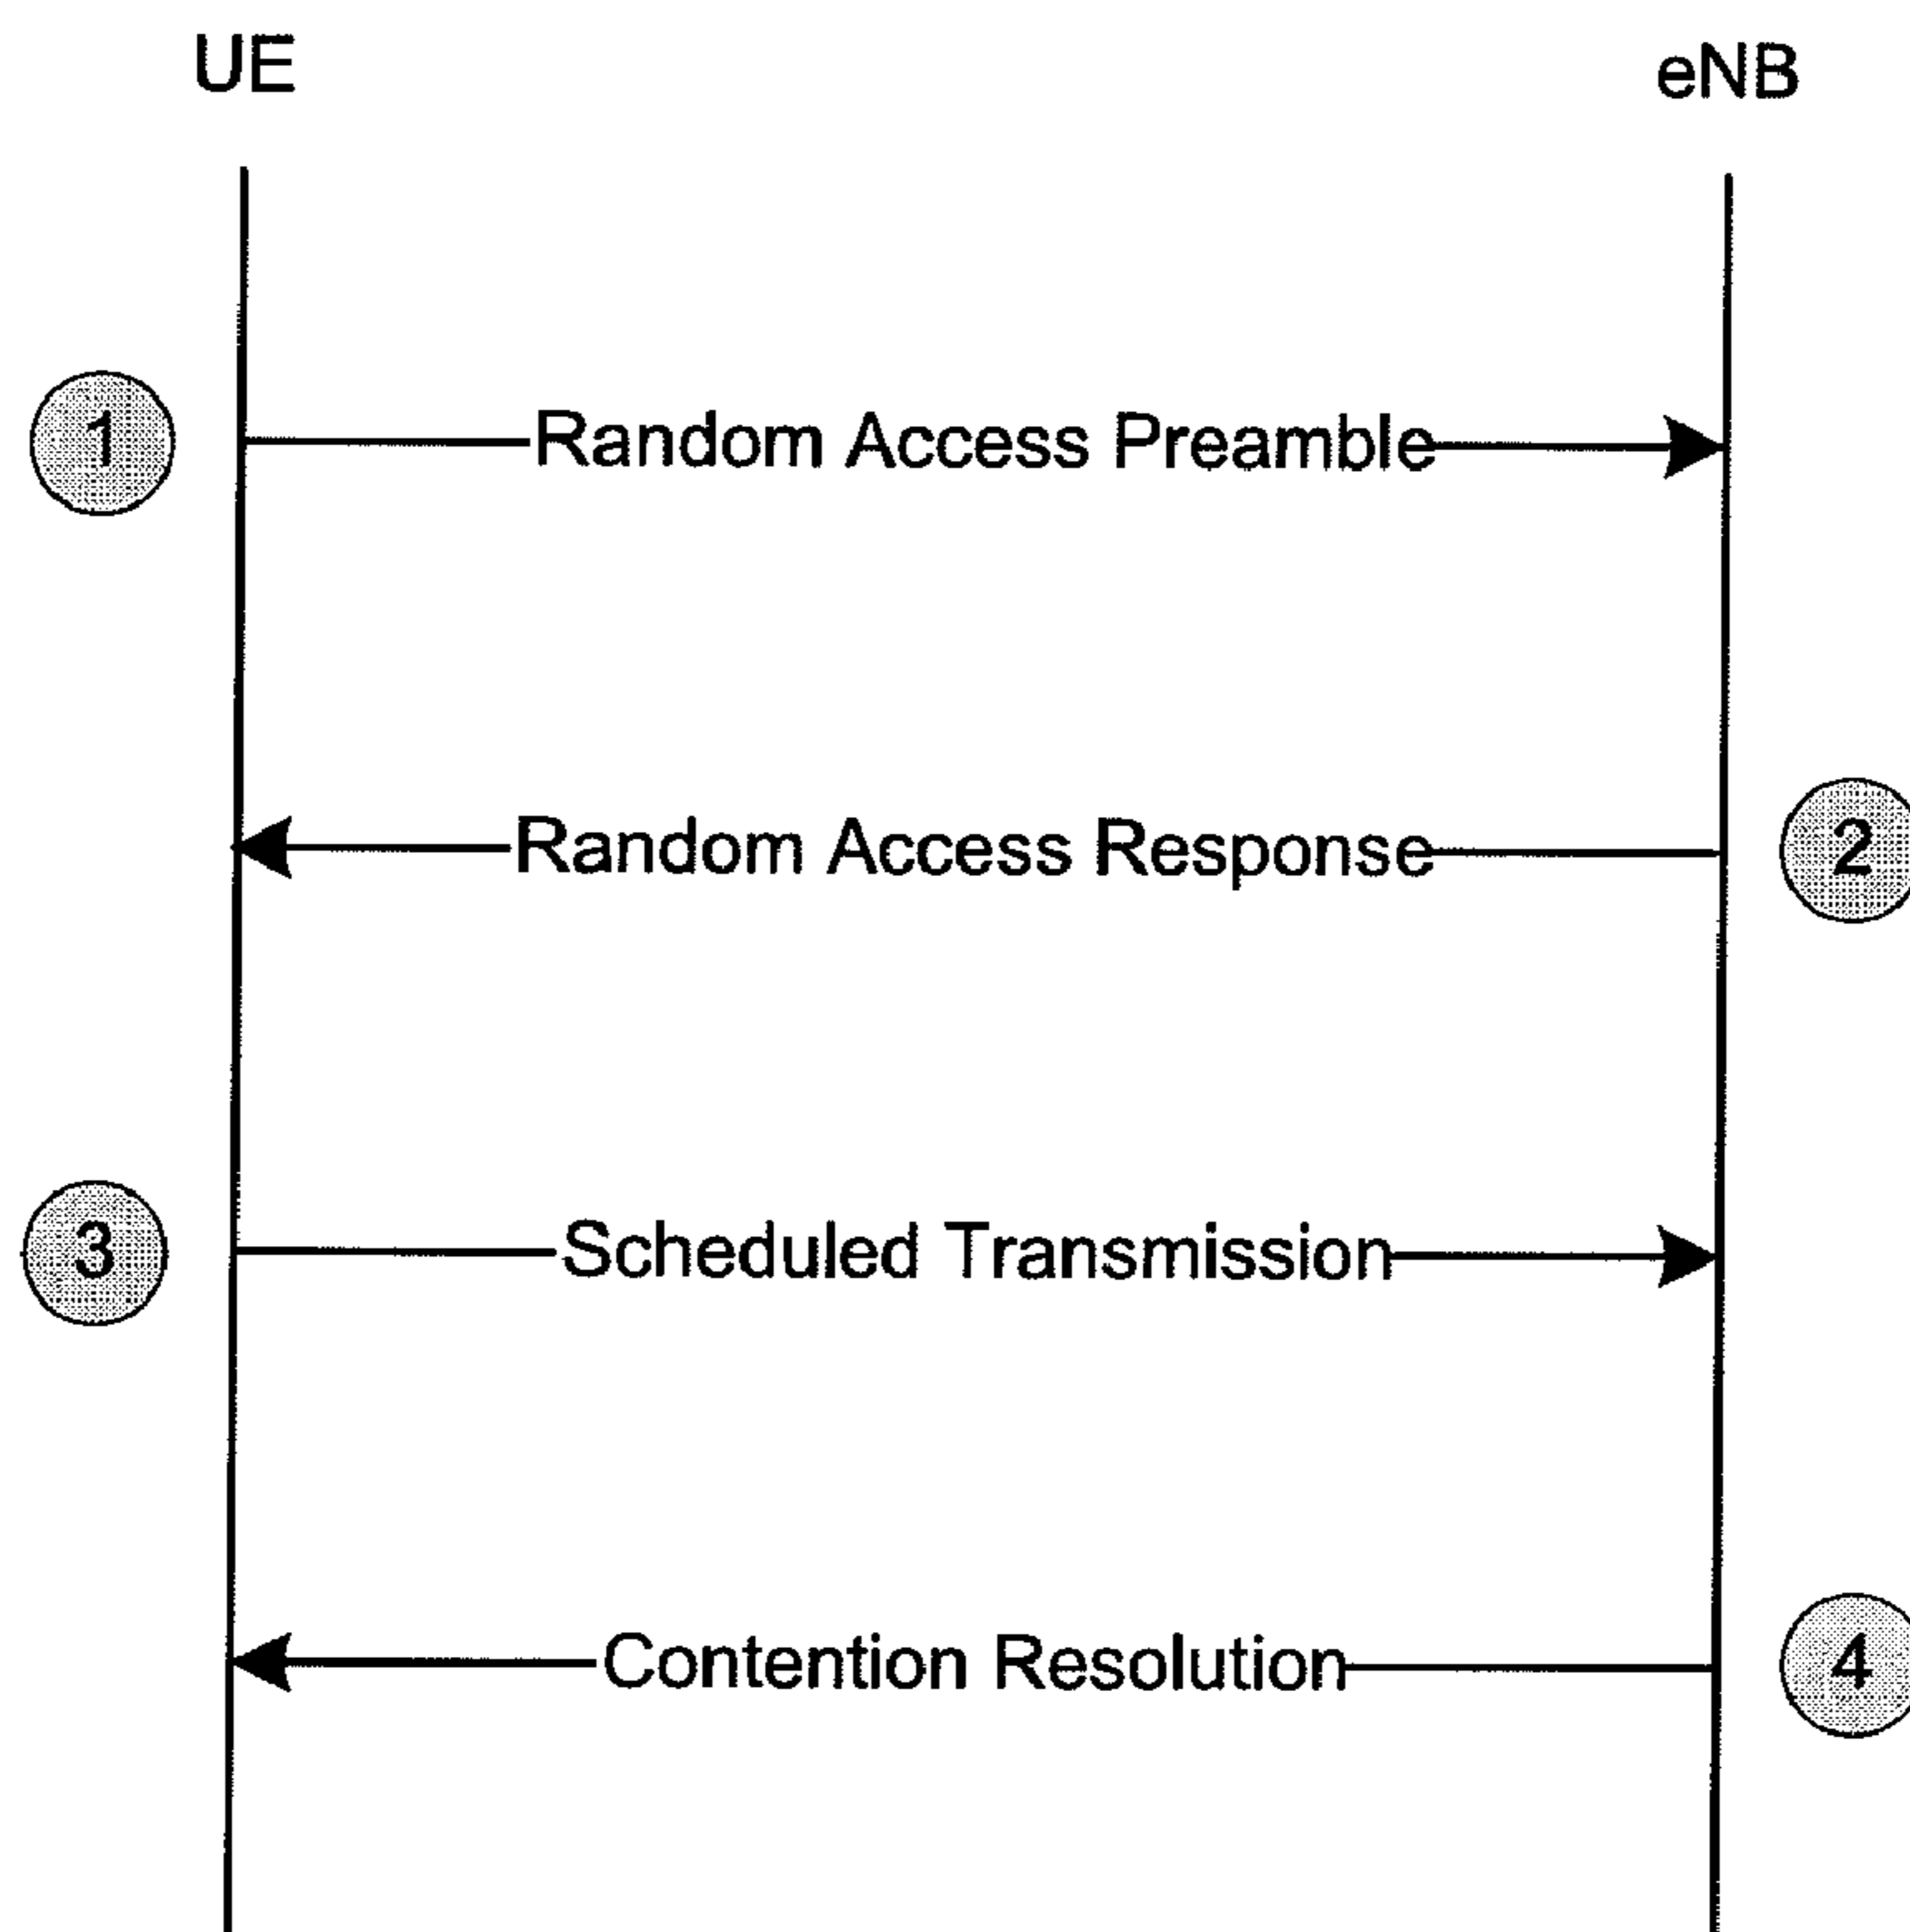 UE
eNB
1
Random Access Preamble
Random Access Response
2
3
Scheduled Transmission
Contention Resolution
4